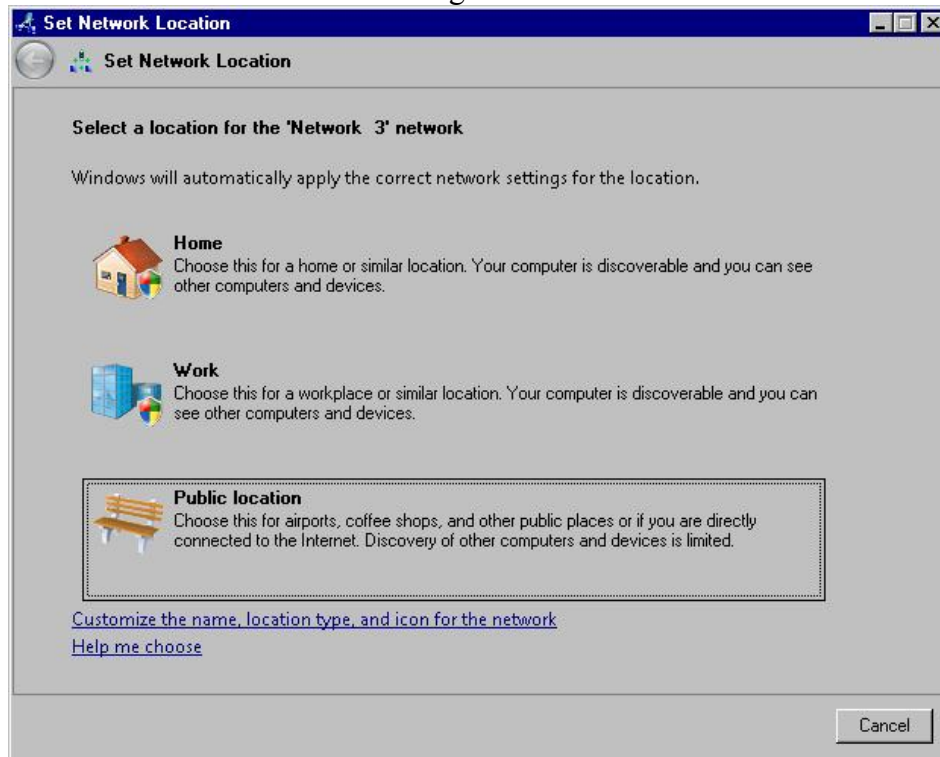 Set Network Location
Set Network Location
Select a location for the 'Network  3' network
Windows will automatically apply the correct network settings for the location.
Home
Choose this for a home or similar location. Your computer is discoverable and you can see
other computers and devices.
Work
Choose this for a workplace or similar location. Your computer is discoverable and you can
see other computers and devices.
Public location
Choose this for airports, coffee shops, and other public places or if you are directly
connected to the Internet. Discovery of other computers and devices is limited.
Customize the name, location type, and icon for the network
Help me choose
Cancel